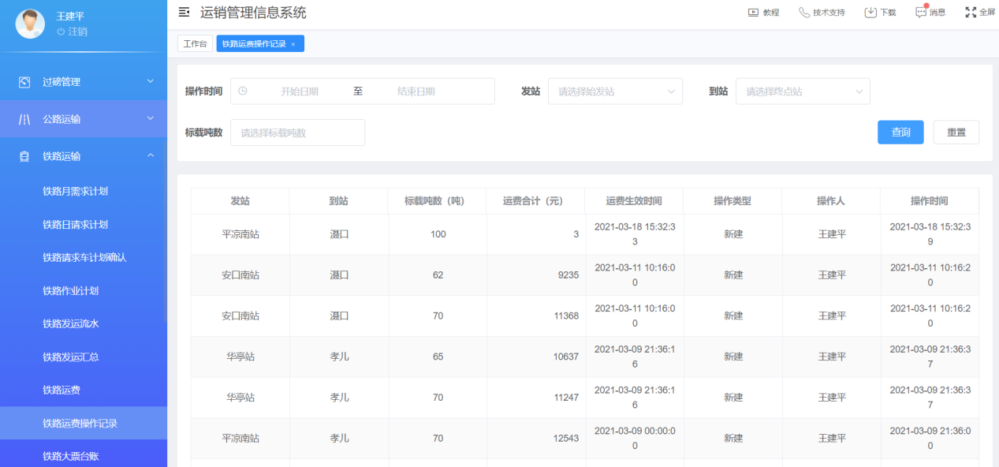 王建平
注销
运销管理信息系统
教程
技术支持
下载
消息
全屏
工作台
铁路运费操作记录 ×
过磅管理
公路运输
铁路运输
铁路月需求计划
铁路日请求计划
铁路请求车计划确认
铁路作业计划
铁路发运流水
铁路发运汇总
铁路运费
铁路运费操作记录
铁路大票台账
操作时间 开始日期 至 结束日期 发站 请选择始发站 到站 请选择终点站
标载吨数 请选择标载吨数 查询 重置
发站 到站 标载吨数（吨） 运费合计（元） 运费生效时间 操作类型 操作人 操作时间
平凉南站 滠口 100 3 2021-03-18 15:32:33 新建 王建平 2021-03-18 15:32:39
安口南站 滠口 62 9235 2021-03-11 10:16:00 新建 王建平 2021-03-11 10:16:20
安口南站 滠口 70 11368 2021-03-11 10:16:00 新建 王建平 2021-03-11 10:16:20
华亭站 孝儿 65 10637 2021-03-09 21:36:16 新建 王建平 2021-03-09 21:36:37
华亭站 孝儿 70 11247 2021-03-09 21:36:16 新建 王建平 2021-03-09 21:36:37
平凉南站 孝儿 70 12543 2021-03-09 00:00:00 新建 王建平 2021-03-09 21:36:00